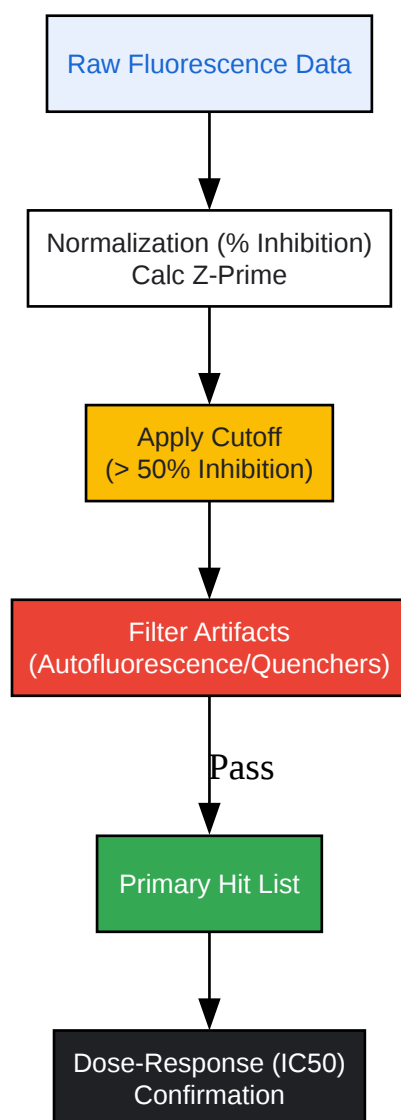 Raw Fluorescence Data
Normalization (% Inhibition)
Calc Z-Prime
Apply Cutoff
(> 50% Inhibition)
Filter Artifacts
(Autofluorescence/Quenchers)
Pass
Primary Hit List
Dose-Response (IC50)
Confirmation